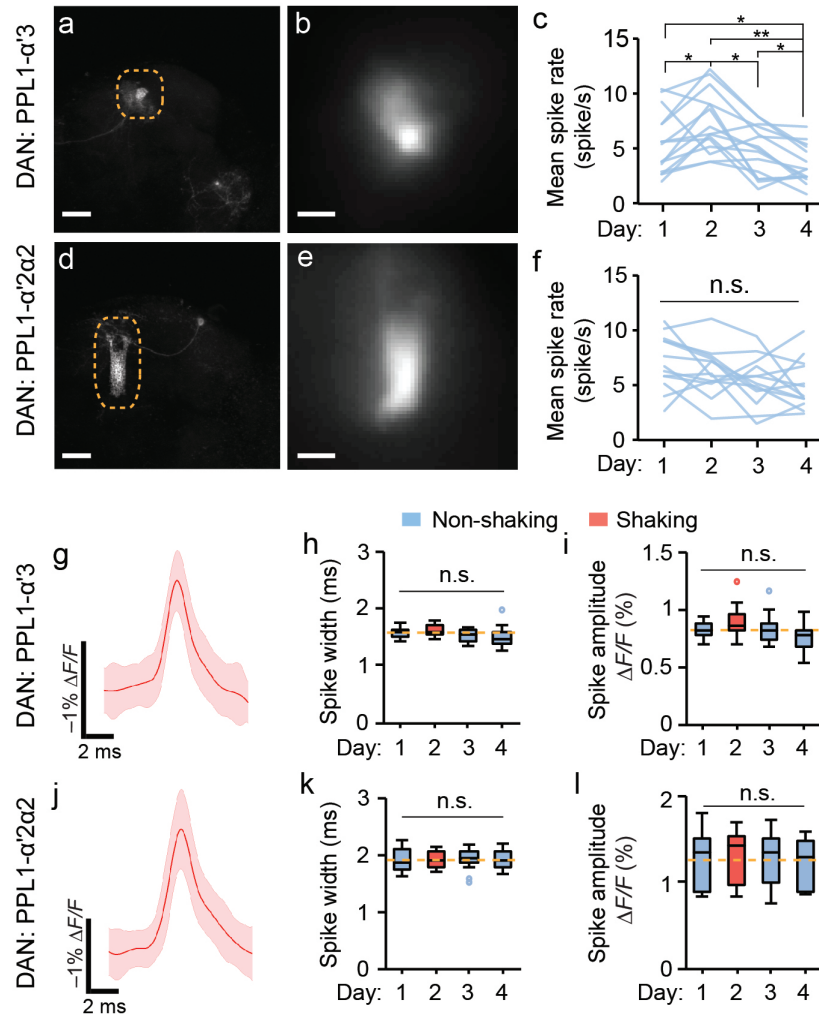 DAN: PPL1-α'3
a
b
c
Mean spike rate
(spike/s)
15
10
5
0
*
**
*
*
*
Day: 1 2 3 4
DAN: PPL1-α'2α2
d
e
f
Mean spike rate
(spike/s)
15
10
5
0
n.s.
Day: 1 2 3 4
Non-shaking
Shaking
DAN: PPL1-α'3
g
−1% ΔF/F
2 ms
h
Spike width (ms)
3
2
1
0
n.s.
Day: 1 2 3 4
i
Spike amplitude
ΔF/F (%)
1.5
1
0.5
0
n.s.
Day: 1 2 3 4
DAN: PPL1-α'2α2
j
−1% ΔF/F
2 ms
k
Spike width (ms)
3
2
1
0
n.s.
Day: 1 2 3 4
l
Spike amplitude
ΔF/F (%)
2
1
0
n.s.
Day: 1 2 3 4